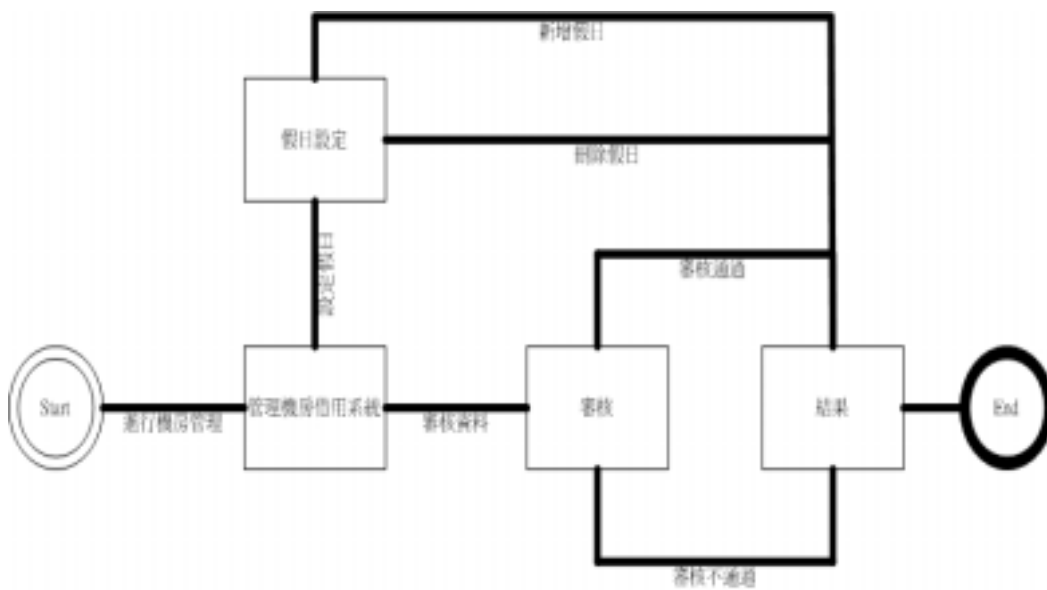 新增假日
假日設定
刪除假日
設定假日
審核通過
Start
進行機房管理
管理機房借用系統
審核資料
審核
結果
End
審核不通過